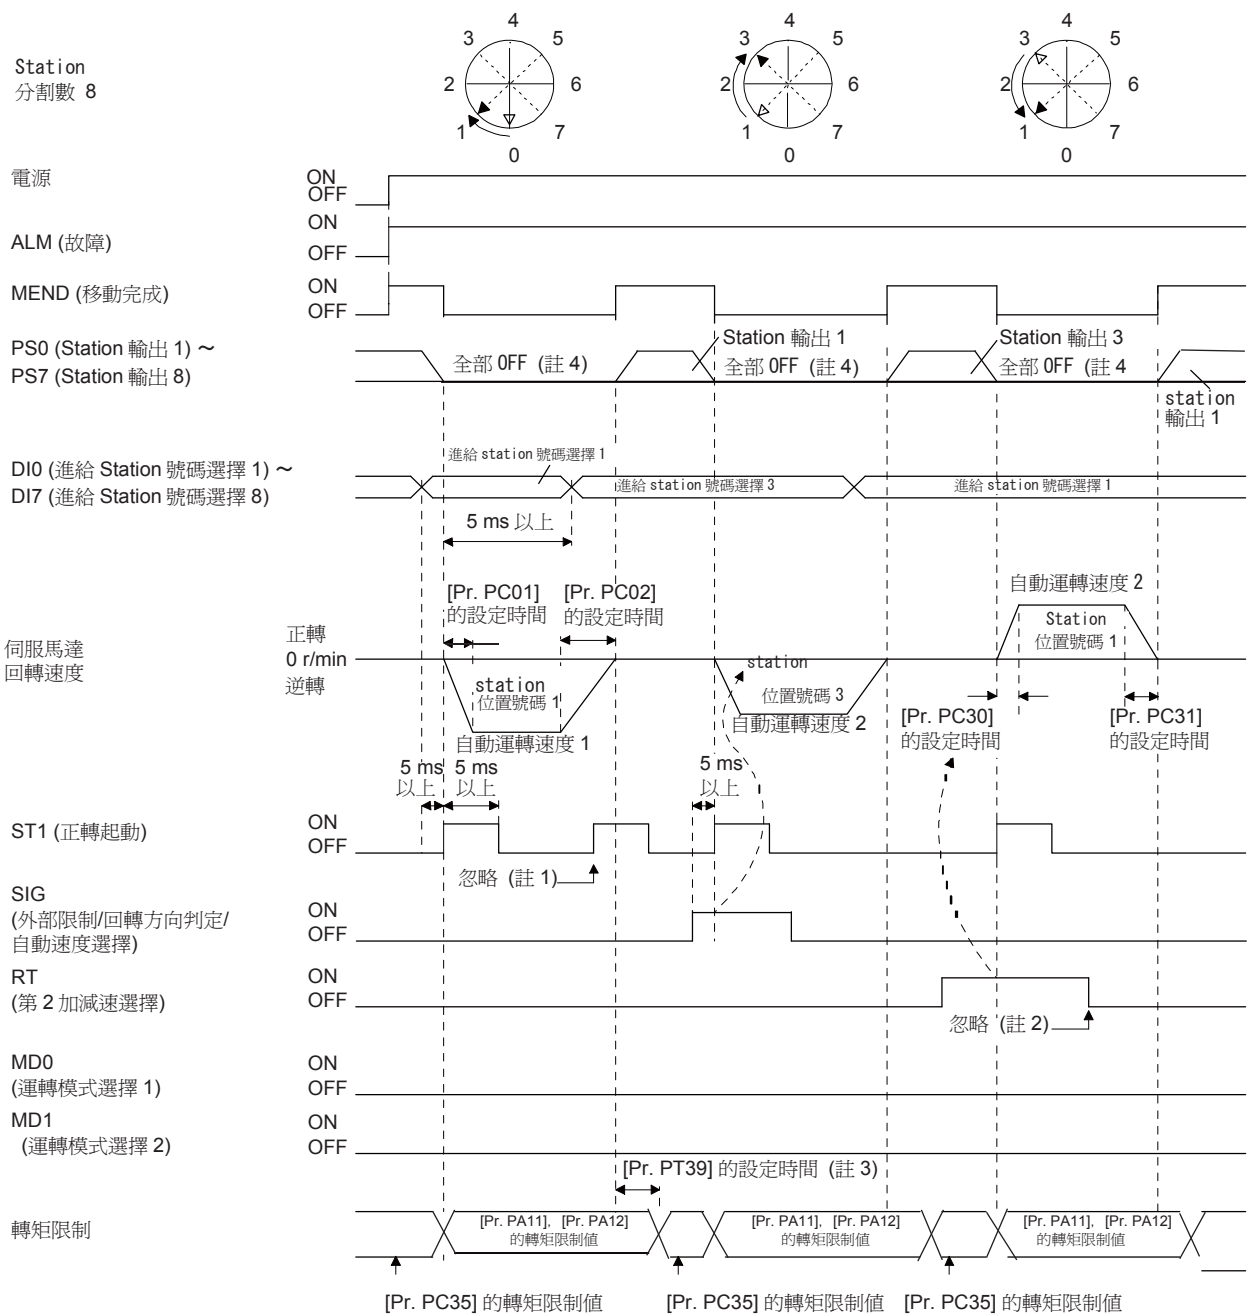 Station
分割數 8
4
3
5
2
6
1
7
0
4
3
5
2
6
1
7
0
4
3
5
2
6
1
7
0
電源
ON
OFF
ALM (故障)
ON
OFF
MEND (移動完成)
ON
OFF
PS0 (Station 輸出 1) ～
PS7 (Station 輸出 8)
全部 OFF (註 4)
Station 輸出 1
全部 OFF (註 4)
Station 輸出 3
全部 OFF (註 4
station
輸出 1
DI0 (進給 Station 號碼選擇 1) ～
DI7 (進給 Station 號碼選擇 8)
進給 station 號碼選擇 1
進給 station 號碼選擇 3
進給 station 號碼選擇 1
5 ms 以上
伺服馬達
回轉速度
正轉
0 r/min
逆轉
[Pr. PC01]
的設定時間
[Pr. PC02]
的設定時間
station
位置號碼 1
自動運轉速度 1
station
位置號碼 3
自動運轉速度 2
自動運轉速度 2
Station
位置號碼 1
[Pr. PC30]
的設定時間
[Pr. PC31]
的設定時間
5 ms
以上
5 ms
以上
5 ms
以上
ST1 (正轉起動)
ON
OFF
忽略 (註 1)
SIG
(外部限制/回轉方向判定/
自動速度選擇)
ON
OFF
RT
(第 2 加減速選擇)
ON
OFF
忽略 (註 2)
MD0
(運轉模式選擇 1)
ON
OFF
MD1
(運轉模式選擇 2)
ON
OFF
[Pr. PT39] 的設定時間 (註 3)
轉矩限制
[Pr. PA11], [Pr. PA12]
的轉矩限制値
[Pr. PA11], [Pr. PA12]
的轉矩限制値
[Pr. PA11], [Pr. PA12]
的轉矩限制値
[Pr. PC35] 的轉矩限制値
[Pr. PC35] 的轉矩限制値
[Pr. PC35] 的轉矩限制値